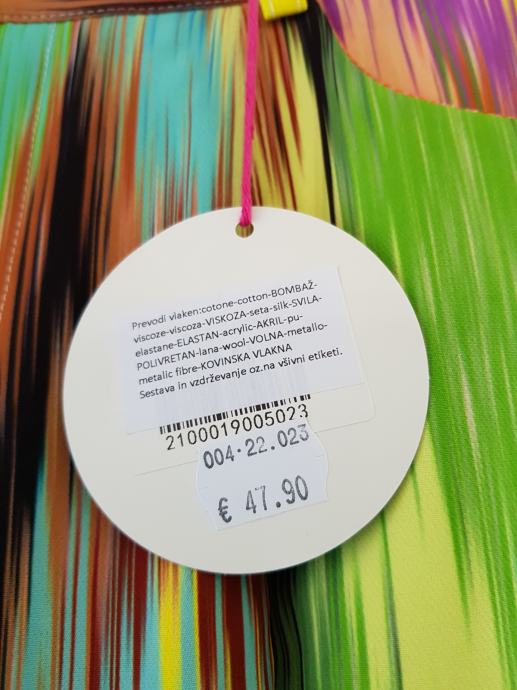 Prevodi vlaken:cotone-cotton-BOMBAŽ-
viscoze-viscoza-VISKOZA-seta-silk-SVILA-
elastane-ELASTAN-acrylic-AKRIL-pu-
POLIVRETAN-lana-wool-VOLNA-metallo-
metalic fibre-KOVINSKA VLAKNA
Sestava in vzdrževanje oz.na všivni etiketi.
2100019005023
004·22.023
€ 47.90